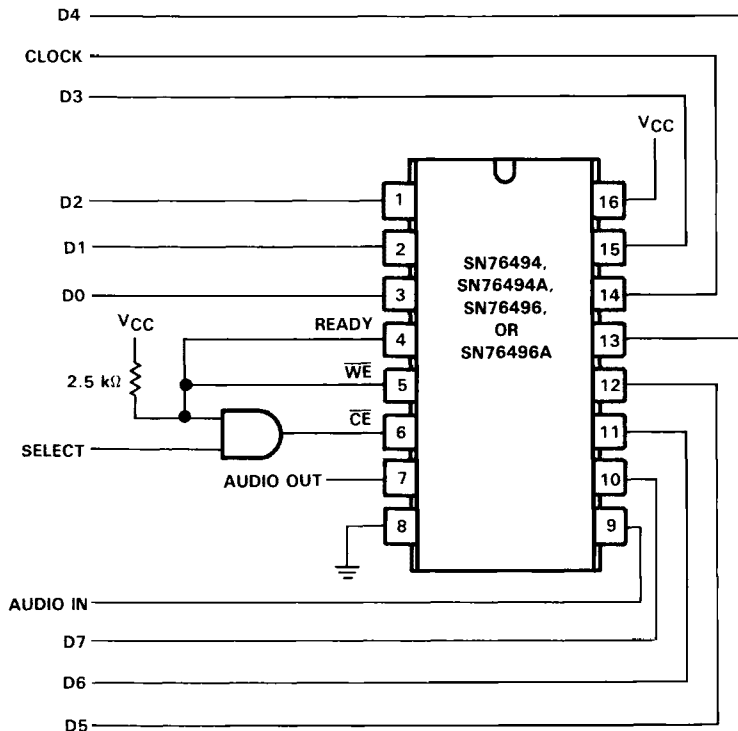 D4
CLOCK
D3
VCC
D2
1
16
D1
2
15
SN76494,
SN76494A,
SN76496,
OR
SN76496A
D0
3
14
VCC
READY
4
13
2.5 kΩ
WE
5
12
CE
6
11
SELECT
AUDIO OUT
7
10
8
9
AUDIO IN
D7
D6
D5